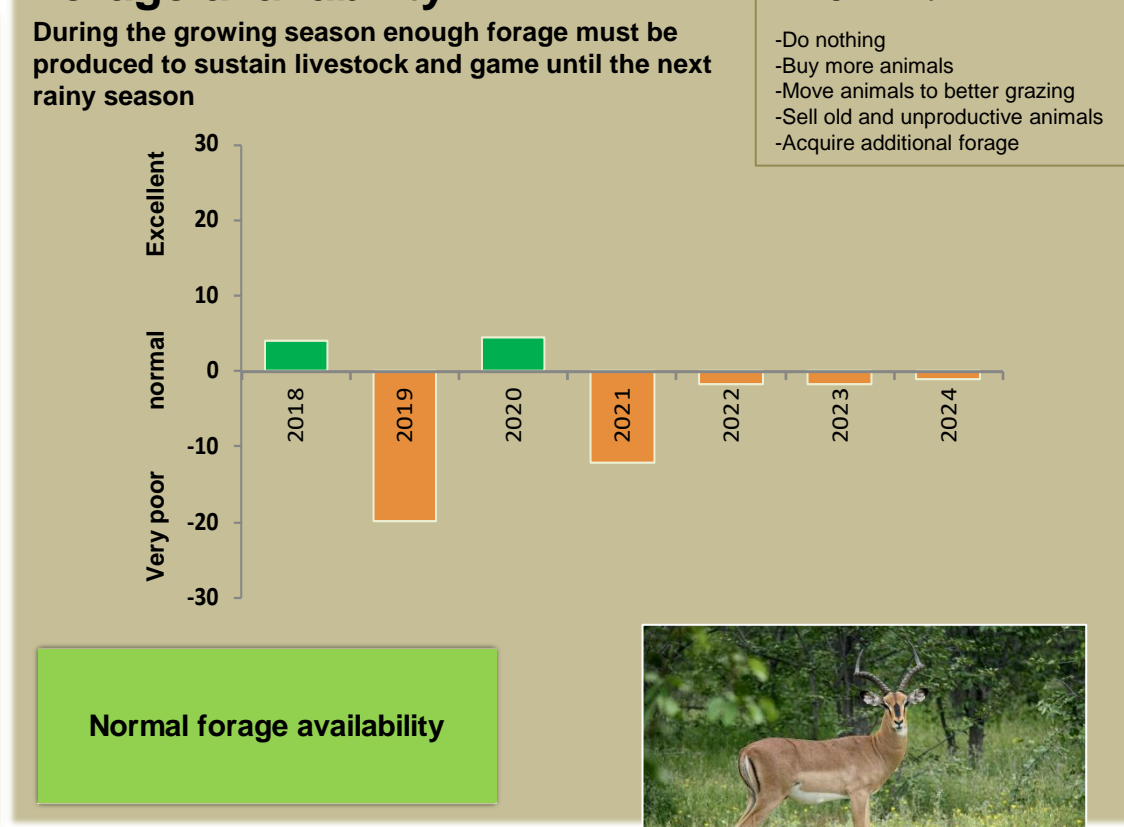 During the growing season enough forage must be
produced to sustain livestock and game until the next
rainy season
-Do nothing
-Buy more animals
-Move animals to better grazing
-Sell old and unproductive animals
-Acquire additional forage
30
20
10
0
-10
-20
-30
Excellent
normal
Very poor
2018
2019
2020
2021
2022
2023
2024
Normal forage availability